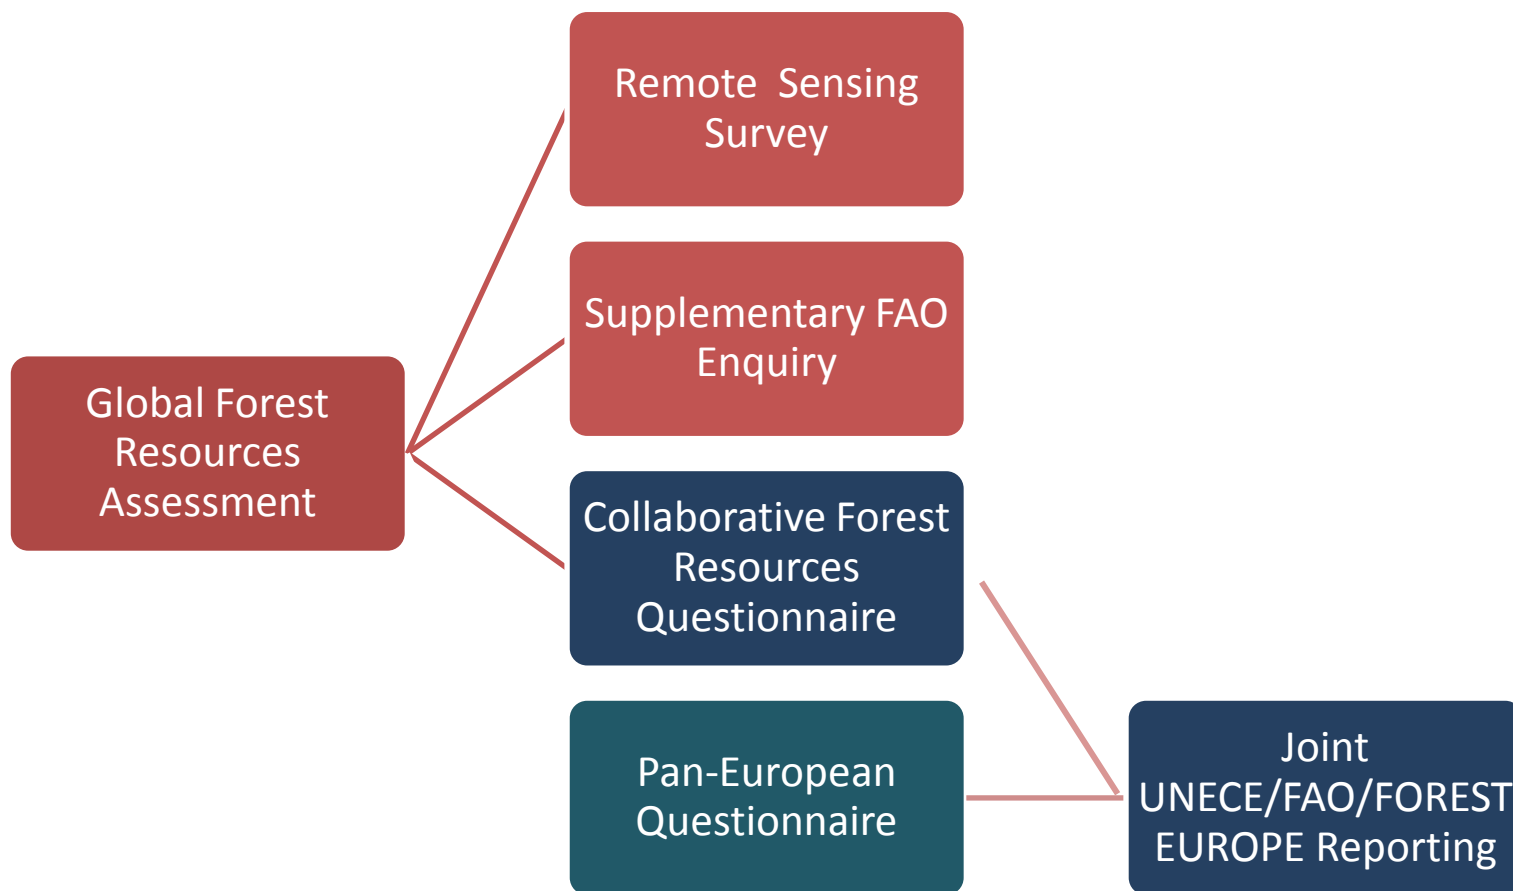 Remote Sensing
Survey
Supplementary FAO
Enquiry
Global Forest
Resources
Assessment
Collaborative Forest
Resources
Questionnaire
Pan-European
Questionnaire
Joint
UNECE/FAO/FOREST
EUROPE Reporting